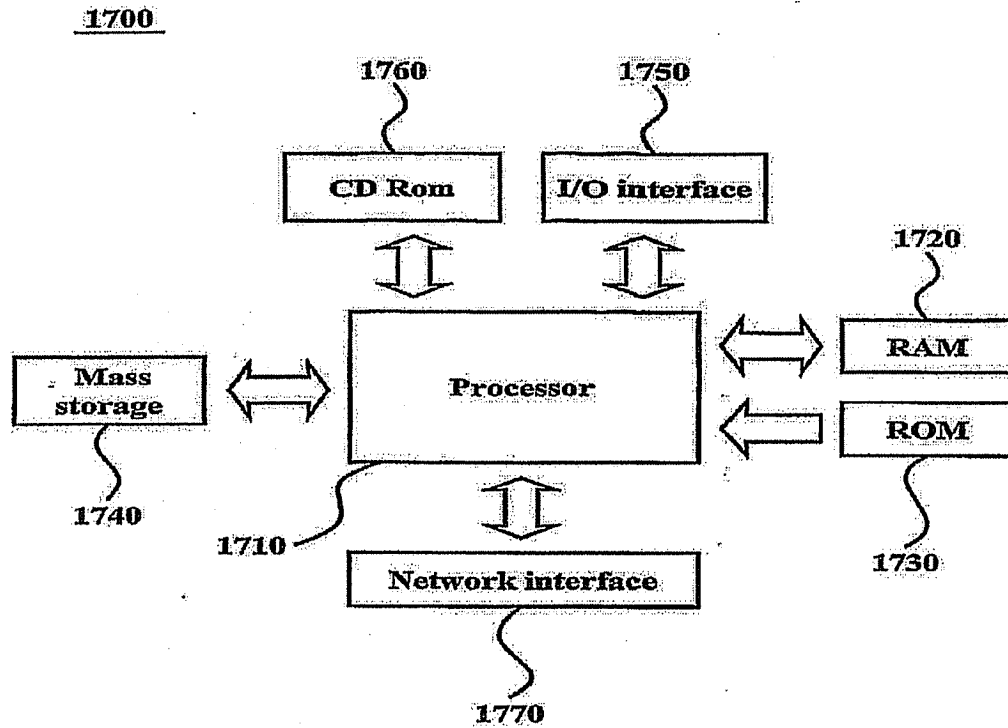 1700
1760
1750
CD Rom
I/O interface
1720
RAM
Mass
storage
Processor
ROM
1740
1710
1730
Network interface
1770